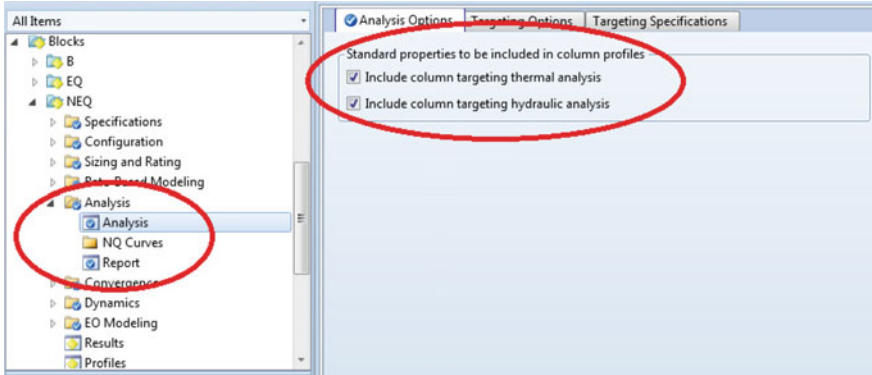 All Items
Blocks
B
EQ
NEQ
Specifications
Configuration
Sizing and Rating
Rate-Based Modeling
Analysis
Analysis
NQ Curves
Report
Convergence
Dynamics
EO Modeling
Results
Profiles
Analysis Options
Targeting Options
Targeting Specifications
Standard properties to be included in column profiles
Include column targeting thermal analysis
Include column targeting hydraulic analysis